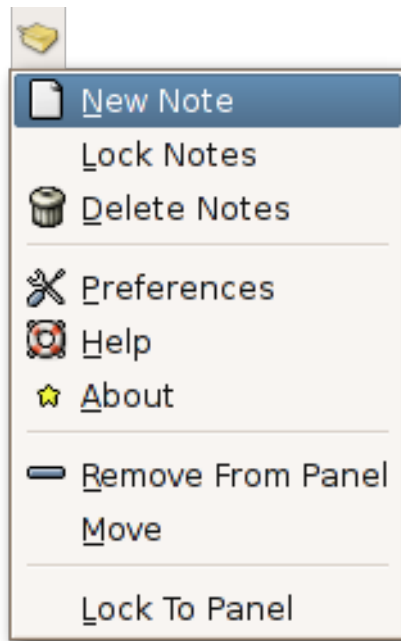 New Note
Lock Notes
Delete Notes
Preferences
Help
About
Remove From Panel
Move
Lock To Panel